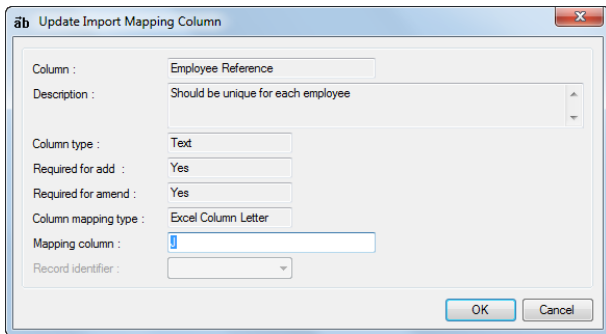 ab Update Import Mapping Column
Column : Employee Reference
Description : Should be unique for each employee
Column type : Text
Required for add : Yes
Required for amend : Yes
Column mapping type : Excel Column Letter
Mapping column : J
Record identifier :
OK Cancel